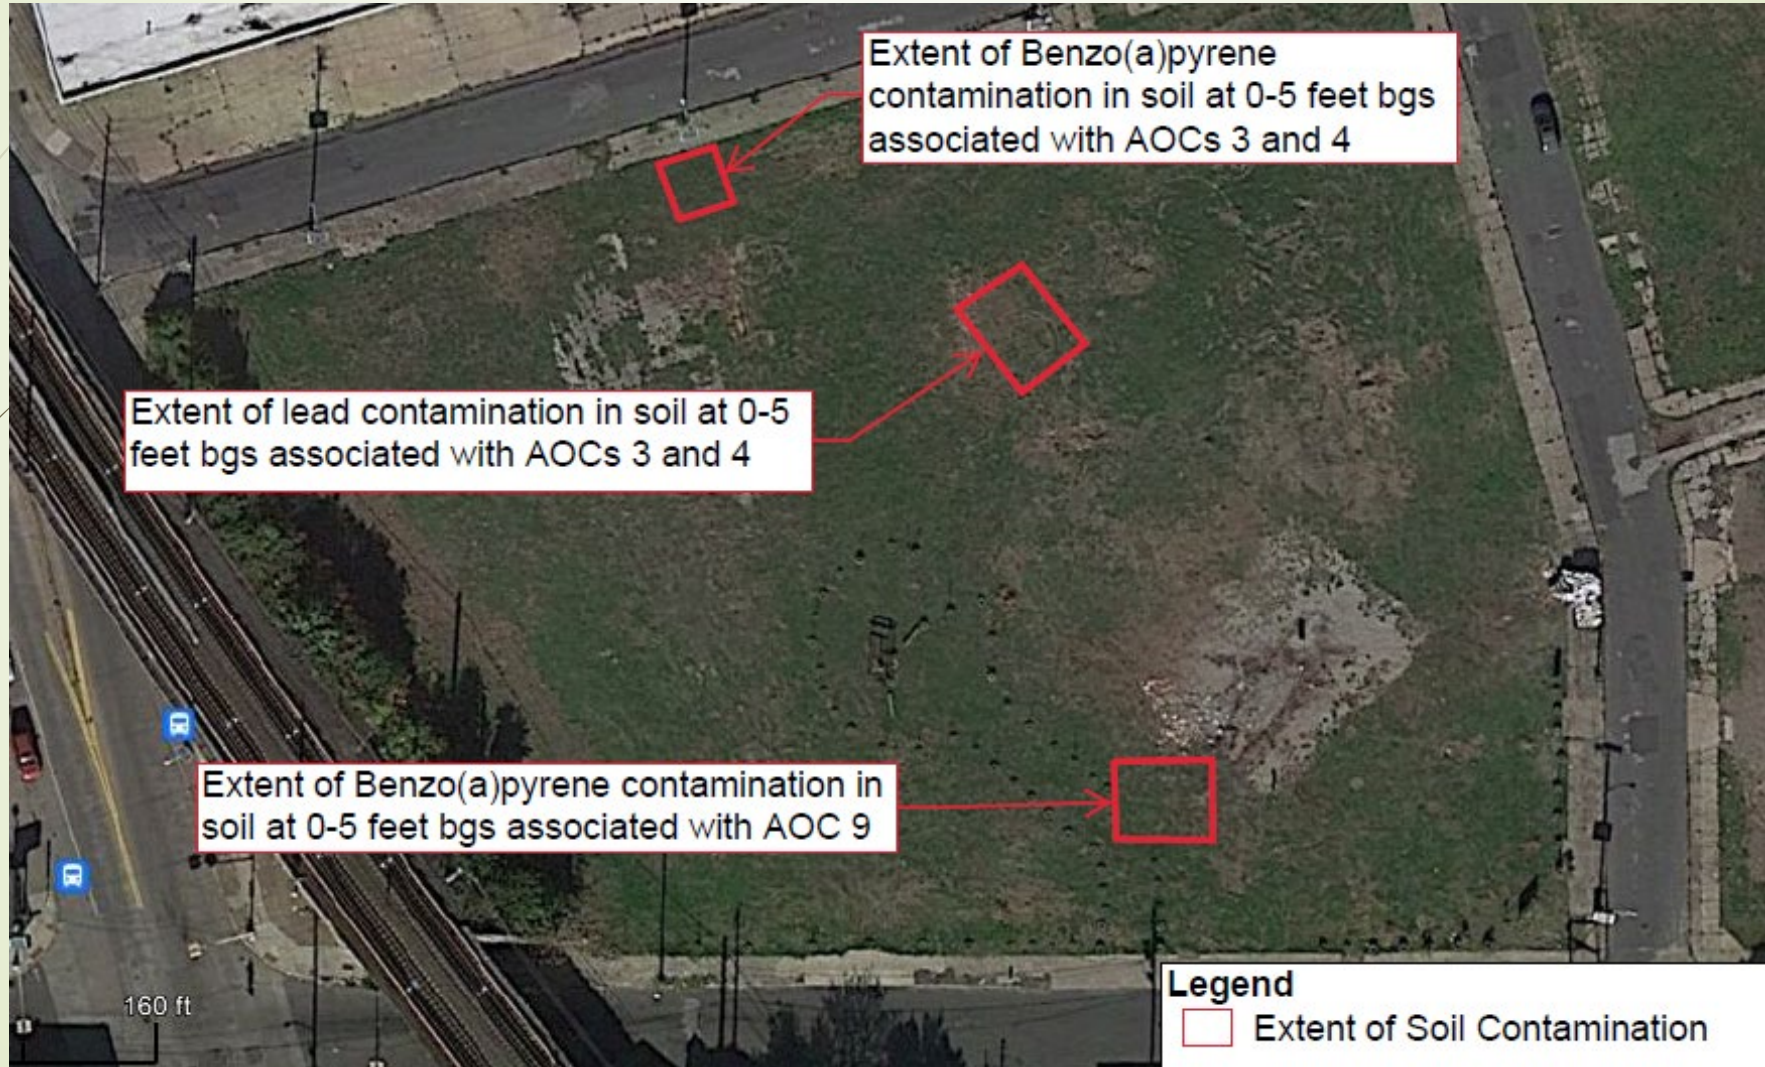 Extent of Benzo(a)pyrene
contamination in soil at 0-5 feet bgs
associated with AOCs 3 and 4
Extent of lead contamination in soil at 0-5
feet bgs associated with AOCs 3 and 4
Extent of Benzo(a)pyrene contamination in
soil at 0-5 feet bgs associated with AOC 9
160 ft
Legend
Extent of Soil Contamination